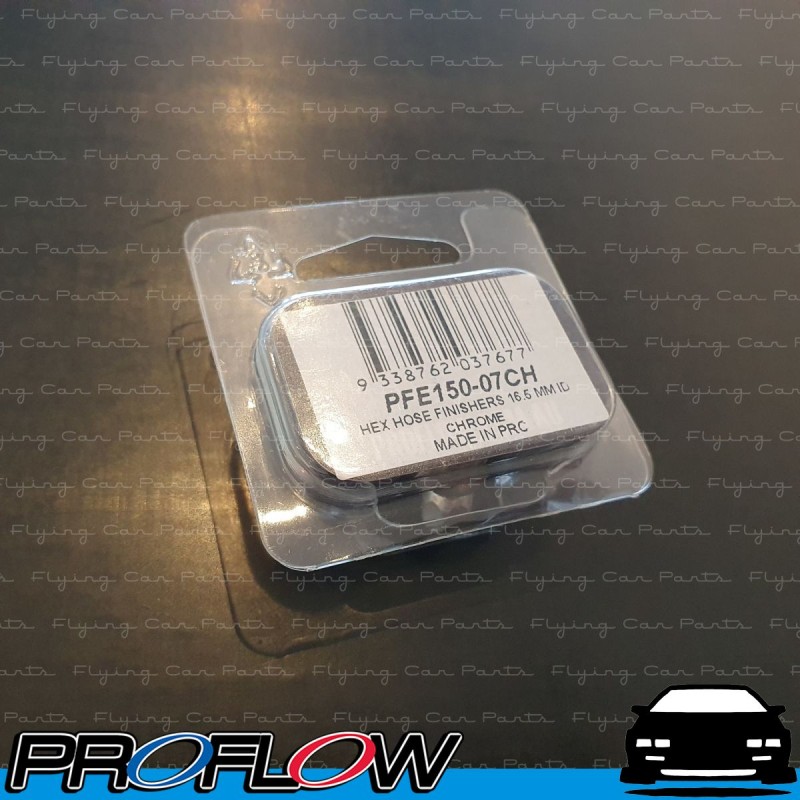 Flying Car Parts
9 338762 037677
PFE150-07CH
HEX HOSE FINISHERS 16.5 MM ID
CHROME
MADE IN PRC
PROFLOW